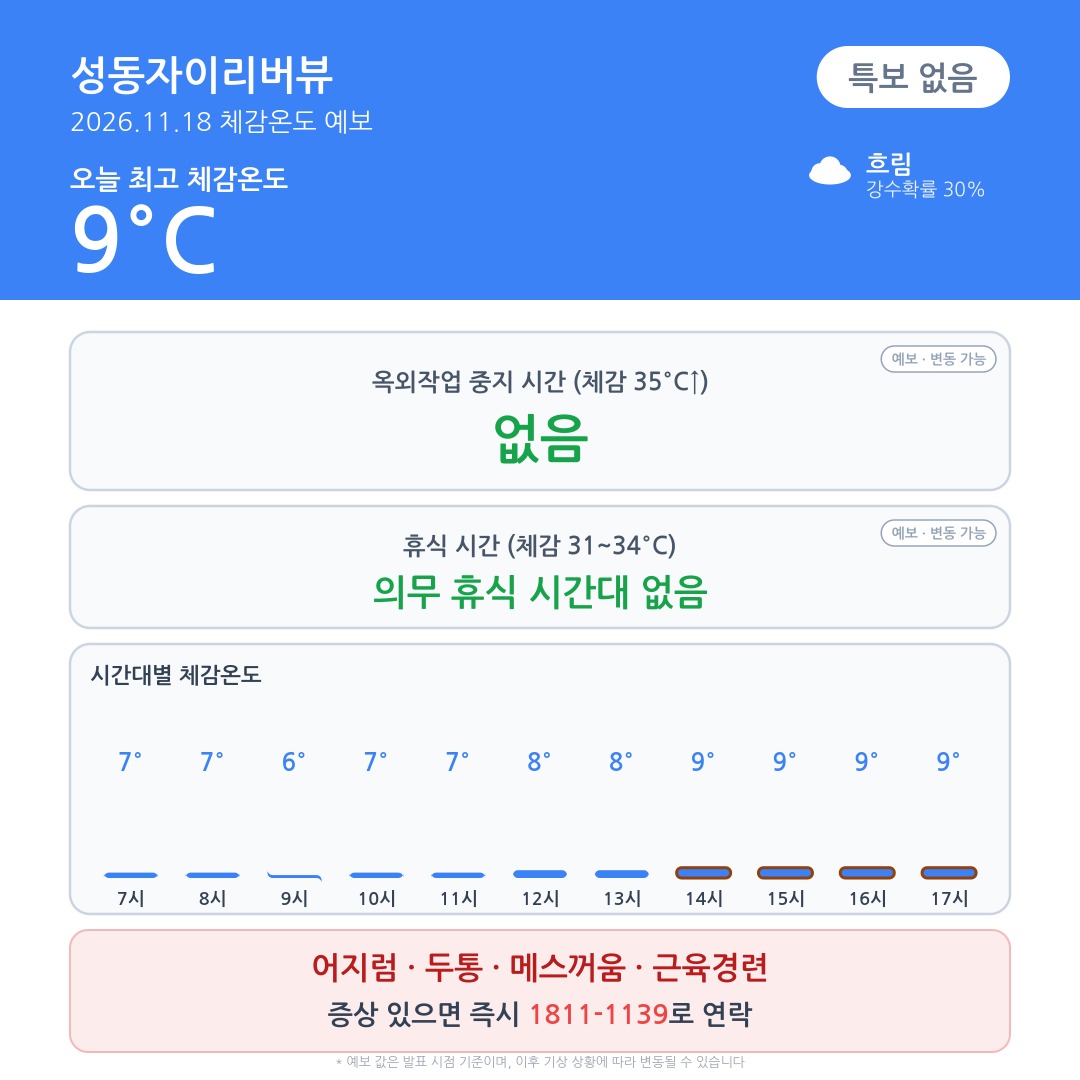 성동자이리버뷰
특보 없음
2026.11.18 체감온도 예보
흐림
강수확률 30%
오늘 최고 체감온도
9°C
예보 · 변동 가능
옥외작업 중지 시간 (체감 35°C↑)
없음
예보 · 변동 가능
휴식 시간 (체감 31~34°C)
의무 휴식 시간대 없음
시간대별 체감온도
7° 7° 6° 7° 7° 8° 8° 9° 9° 9° 9°
7시 8시 9시 10시 11시 12시 13시 14시 15시 16시 17시
어지럼 · 두통 · 메스꺼움 · 근육경련
증상 있으면 즉시 1811-1139로 연락
* 예보 값은 발표 시점 기준이며, 이후 기상 상황에 따라 변동될 수 있습니다